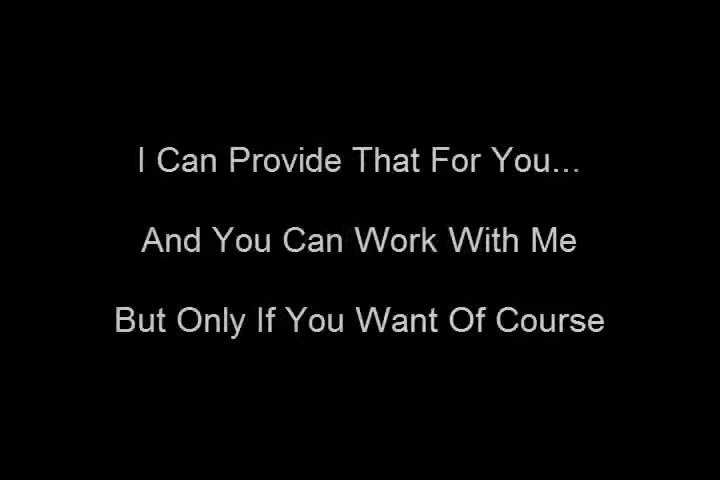 I Can Provide That For You...
And You Can Work With Me
But Only If You Want Of Course